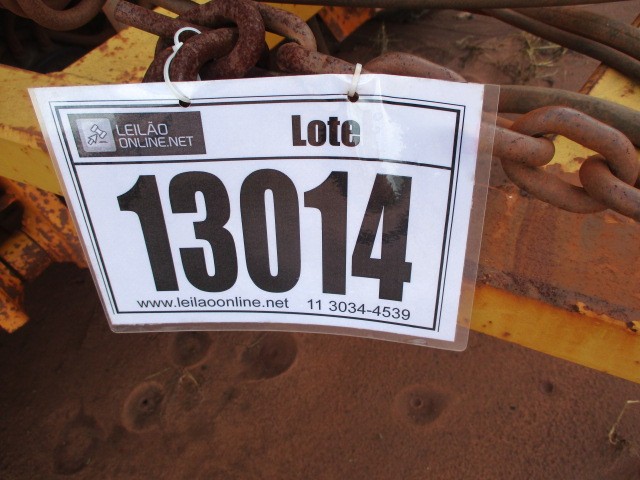 LEILÃO
ONLINE.NET
Lote
13014
www.leilaoonline.net 11 3034-4539